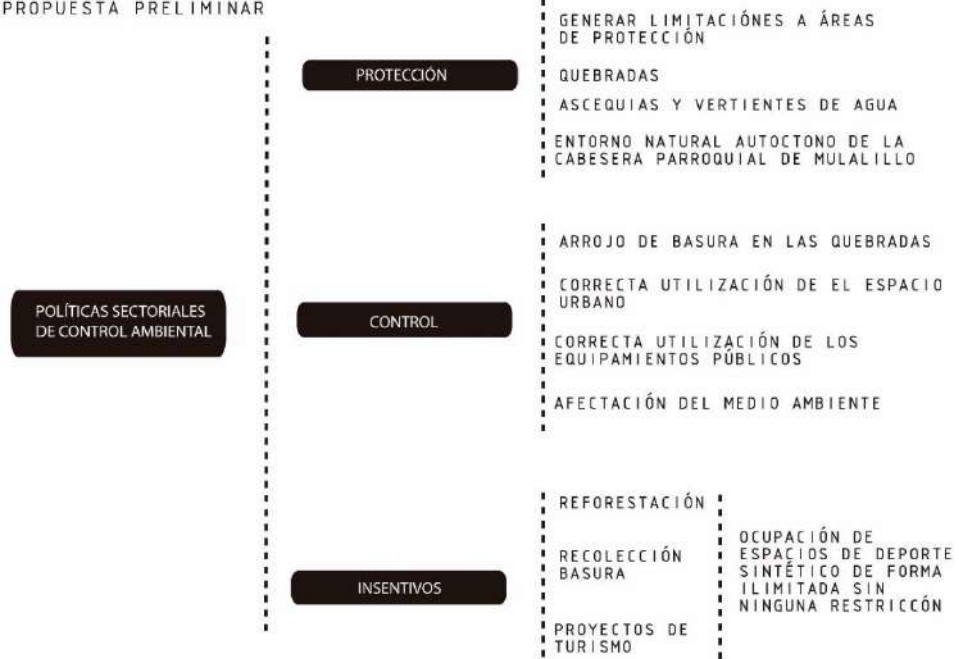 PROPUESTA PRELIMINAR
POLÍTICAS SECTORIALES
DE CONTROL AMBIENTAL
PROTECCIÓN
GENERAR LIMITACIÓNES A ÁREAS
DE PROTECCIÓN
QUEBRADAS
ASCEQUIAS Y VERTIENTES DE AGUA
ENTORNO NATURAL AUTOCTONO DE LA
CABESERA PARROQUIAL DE MULALILLO
CONTROL
ARROJO DE BASURA EN LAS QUEBRADAS
CORRECTA UTILIZACIÓN DE EL ESPACIO
URBANO
CORRECTA UTILIZACIÓN DE LOS
EQUIPAMIENTOS PÚBLICOS
AFECTACIÓN DEL MEDIO AMBIENTE
INSENTIVOS
REFORESTACIÓN
RECOLECCIÓN
BASURA
PROYECTOS DE
TURISMO
OCUPACIÓN DE
ESPACIOS DE DEPORTE
SINTÉTICO DE FORMA
ILIMITADA SIN
NINGUNA RESTRICCÓN